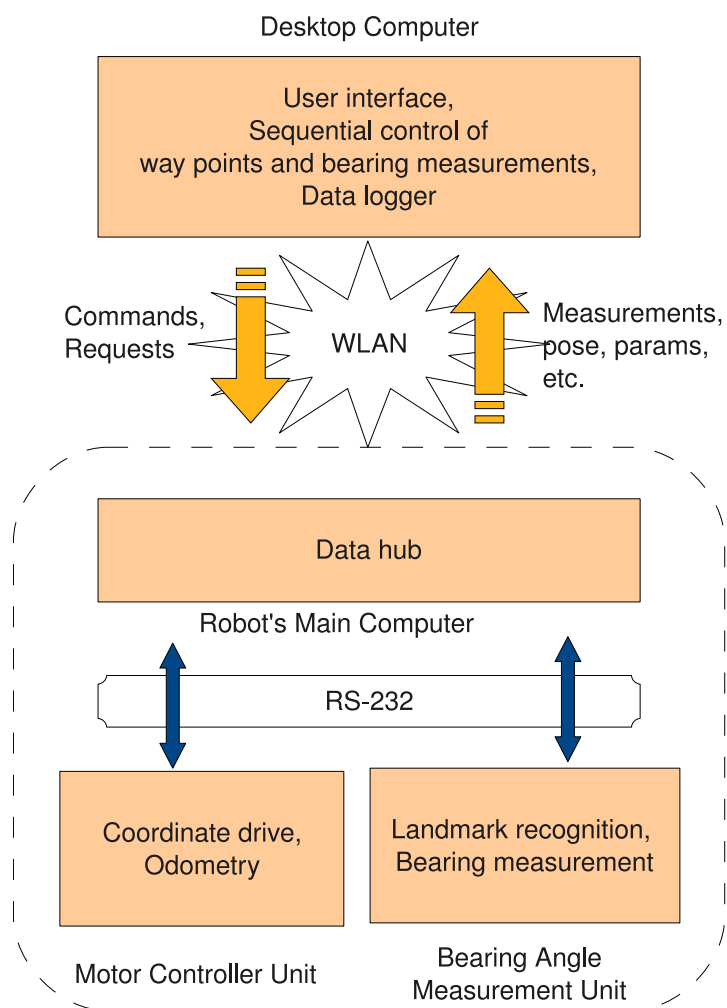 Desktop Computer
User interface,
Sequential control of
way points and bearing measurements,
Data logger
Commands,
Requests
WLAN
Measurements,
pose, params,
etc.
Data hub
Robot's Main Computer
RS-232
Coordinate drive,
Odometry
Landmark recognition,
Bearing measurement
Motor Controller Unit
Bearing Angle
Measurement Unit